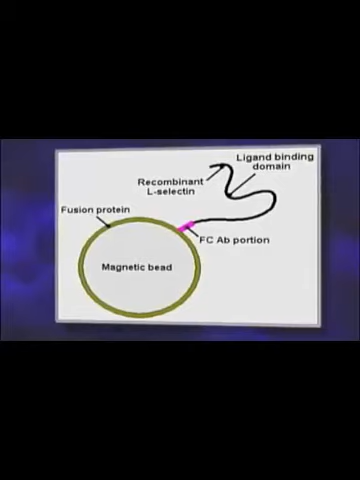 Ligand binding
domain
Recombinant
L-selectin
Fusion protein
FC Ab portion
Magnetic bead